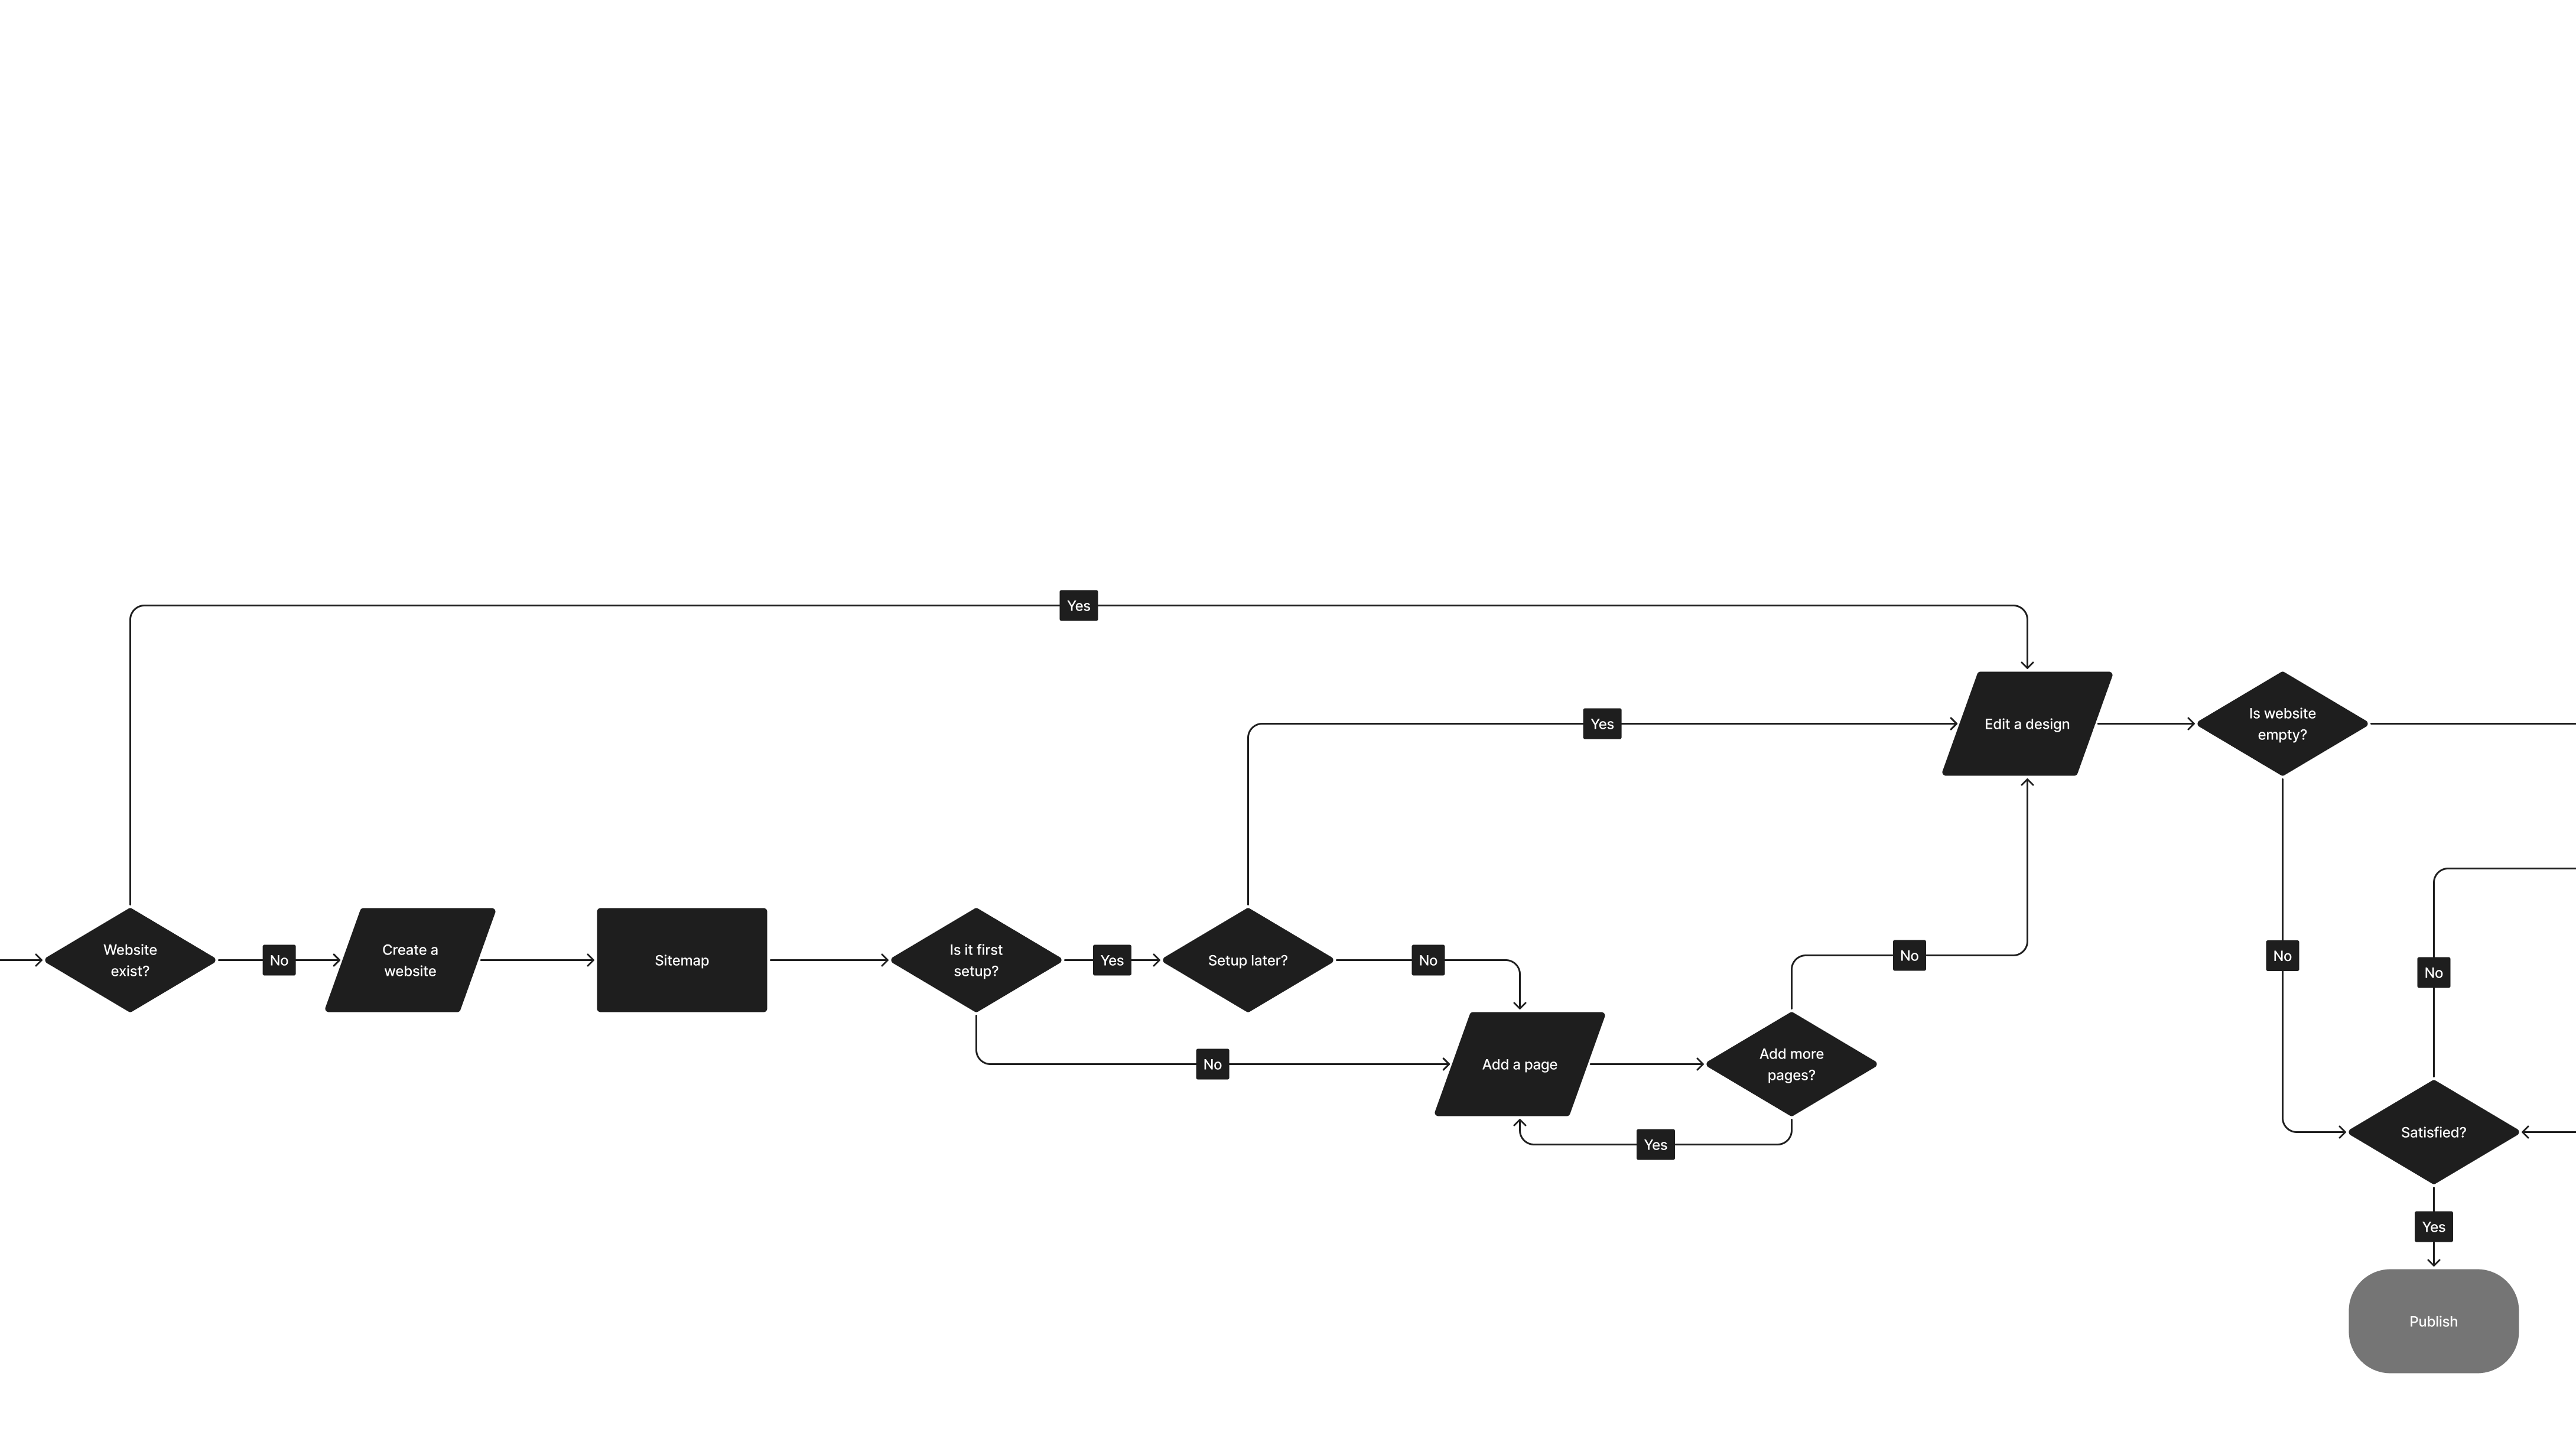 Yes
Is website
empty?
Edit a design
Yes
Website
exist?
No
Create a
website
Sitemap
Is it first
setup?
Yes
Setup later?
No
No
No
No
Add more
pages?
Add a page
No
Satisfied?
Yes
Yes
Publish